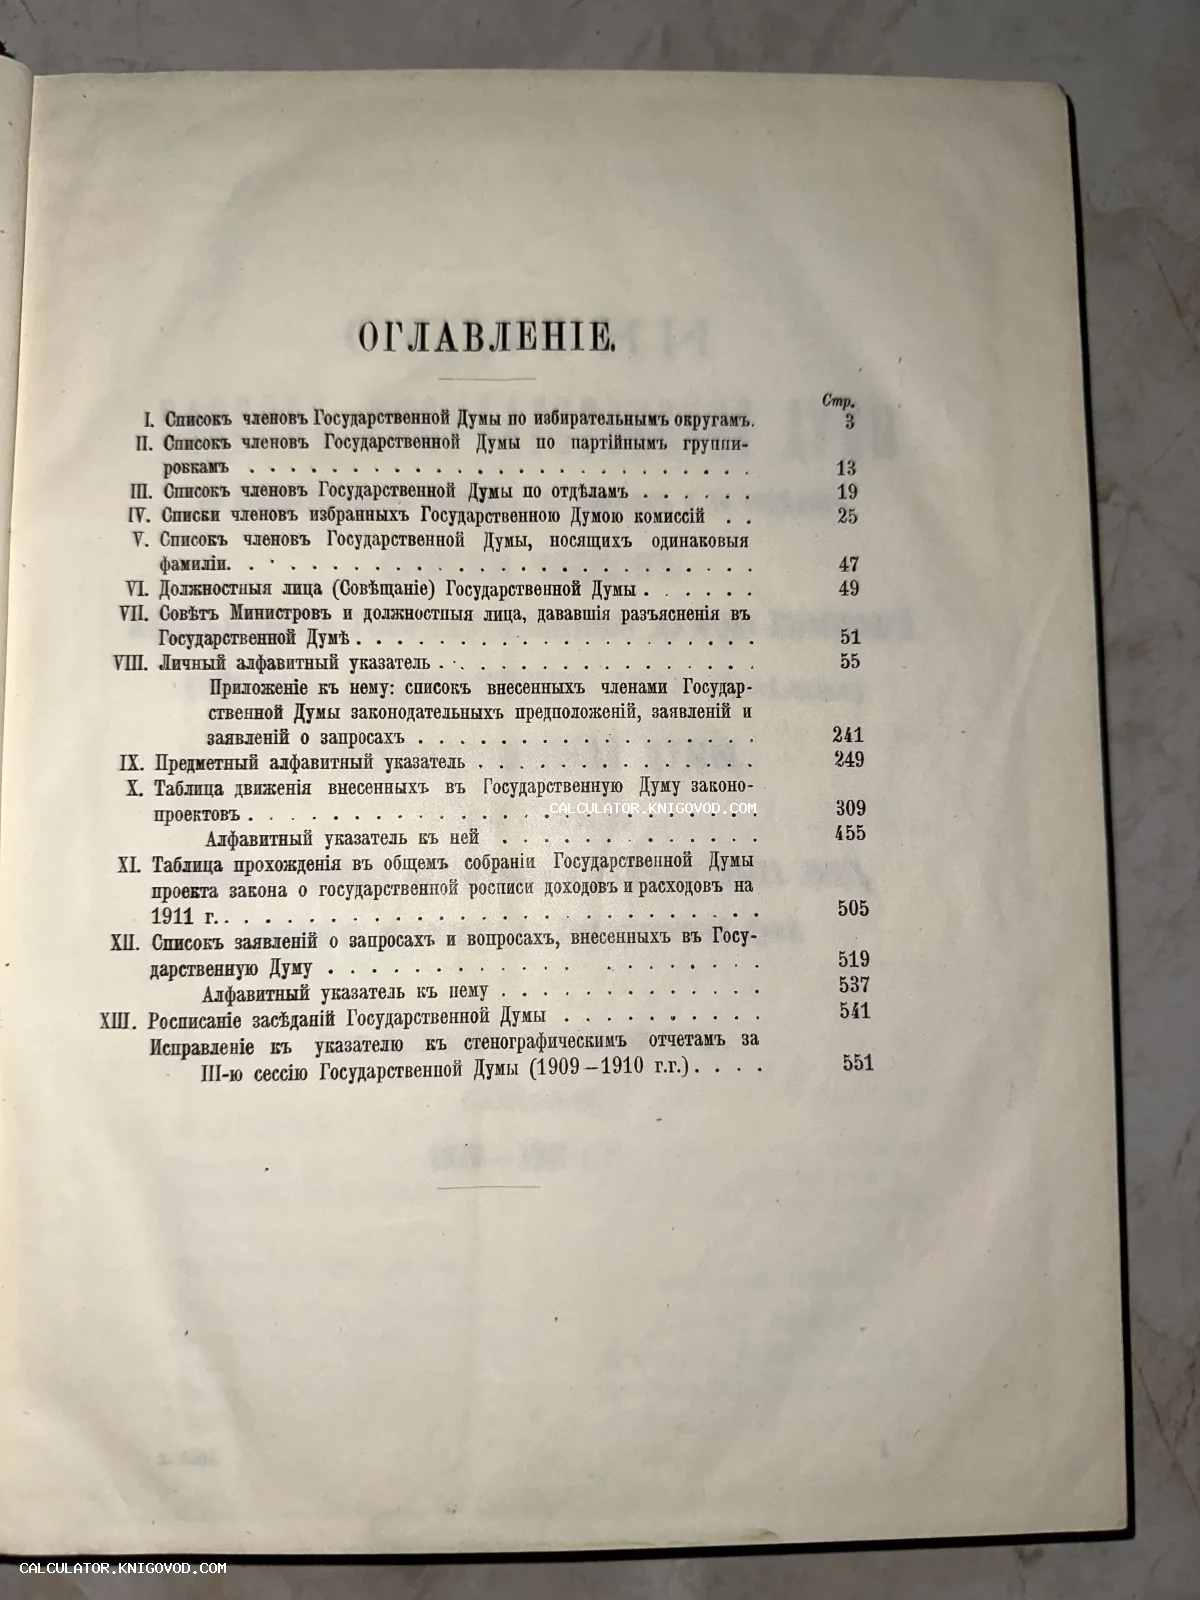 ОГЛАВЛЕНІЕ.
Стр.
I. Списокъ членовъ Государственной Думы по избирательнымъ округамъ. 3
II. Списокъ членовъ Государственной Думы по партійнымъ группи-
ровкамъ . . . . . . . . . . . . . . . . . . . . . . 13
III. Списокъ членовъ Государственной Думы по отдѣламъ . . . . . . 19
IV. Списки членовъ избранныхъ Государственною Думою комиссій . . 25
V. Списокъ членовъ Государственной Думы, носящихъ одинаковыя
фамиліи. . . . . . . . . . . . . . . . . . . . . . . 47
VI. Должностныя лица (Совѣщаніе) Государственной Думы . . . . . . 49
VII. Совѣтъ Министровъ и должностныя лица, дававшія разъясненія въ
Государственной Думѣ . . . . . . . . . . . . . . . . . . 51
VIII. Личный алфавитный указатель . . . . . . . . . . . . . . . 55
Приложеніе къ нему: списокъ внесенныхъ членами Государ-
ственной Думы законодательныхъ предположеній, заявленій и
заявленій о запросахъ . . . . . . . . . . . . . . . . 241
IX. Предметный алфавитный указатель . . . . . . . . . . . . . 249
X. Таблица движенія внесенныхъ въ Государственную Думу законо-
проектовъ . . . . . . . . . . . . . . . . . . . . . . 309
Алфавитный указатель къ ней . . . . . . . . . . . . 455
XI. Таблица прохожденія въ общемъ собраніи Государственной Думы
проекта закона о государственной росписи доходовъ и расходовъ на
1911 г. . . . . . . . . . . . . . . . . . . . . . . . 505
XII. Списокъ заявленій о запросахъ и вопросахъ, внесенныхъ въ Госу-
дарственную Думу . . . . . . . . . . . . . . . . . . . 519
Алфавитный указатель къ нему . . . . . . . . . . . . 537
XIII. Росписаніе засѣданій Государственной Думы . . . . . . . . . . 541
Исправленіе къ указателю къ стенографическимъ отчетамъ за
III-ю сессію Государственной Думы (1909—1910 г.г.) . . . . 551
CALCULATOR.KNIGOVOD.COM
CALCULATOR.KNIGOVOD.COM